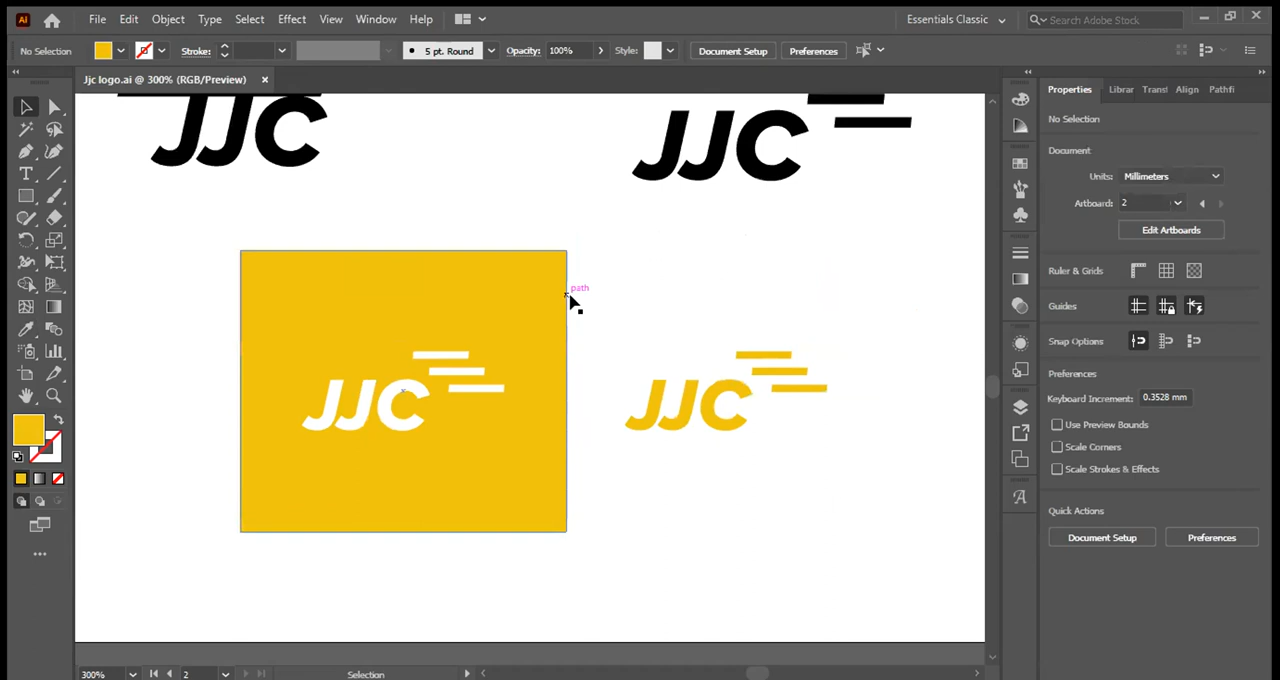 Ai File Edit Object Type Select Effect View Window Help Essentials Classic Search Adobe Stock
No Selection Stroke: 5 pt. Round Opacity: 100% Style: Document Setup Preferences
Jjc logo.ai @ 300% (RGB/Preview) ×
Properties Librar Transf Align Pathfi
No Selection
Document
Units: Millimeters
Artboard: 2
Edit Artboards
Ruler & Grids
Guides
Snap Options
Preferences
Keyboard Increment: 0.3528 mm
Use Preview Bounds
Scale Corners
Scale Strokes & Effects
Quick Actions
Document Setup Preferences
JJC
JJC
path
JJC
JJC
300% 2 Selection